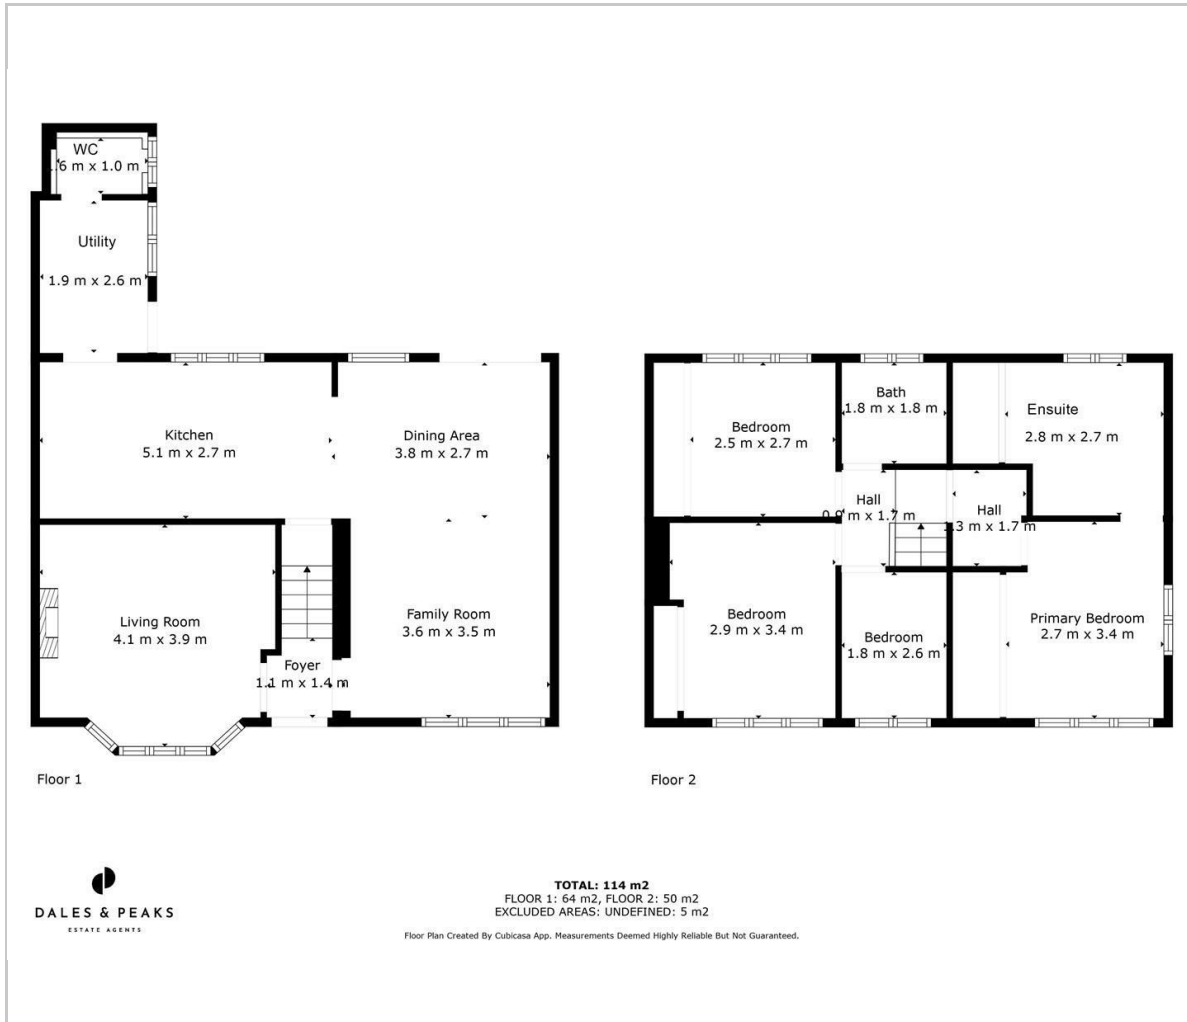 WC
.6 m x 1.0 m
Utility
1.9 m x 2.6 m
Kitchen
5.1 m x 2.7 m
Dining Area
3.8 m x 2.7 m
Living Room
4.1 m x 3.9 m
Family Room
3.6 m x 3.5 m
Foyer
1.1 m x 1.4 m
Floor 1
Bedroom
2.5 m x 2.7 m
Bath
1.8 m x 1.8 m
Ensuite
2.8 m x 2.7 m
Hall
0.9 m x 1.7 m
Hall
.3 m x 1.7 m
Bedroom
2.9 m x 3.4 m
Bedroom
1.8 m x 2.6 m
Primary Bedroom
2.7 m x 3.4 m
Floor 2
DALES & PEAKS
ESTATE AGENTS
TOTAL: 114 m2
FLOOR 1: 64 m2, FLOOR 2: 50 m2
EXCLUDED AREAS: UNDEFINED: 5 m2
Floor Plan Created By Cubicasa App. Measurements Deemed Highly Reliable But Not Guaranteed.